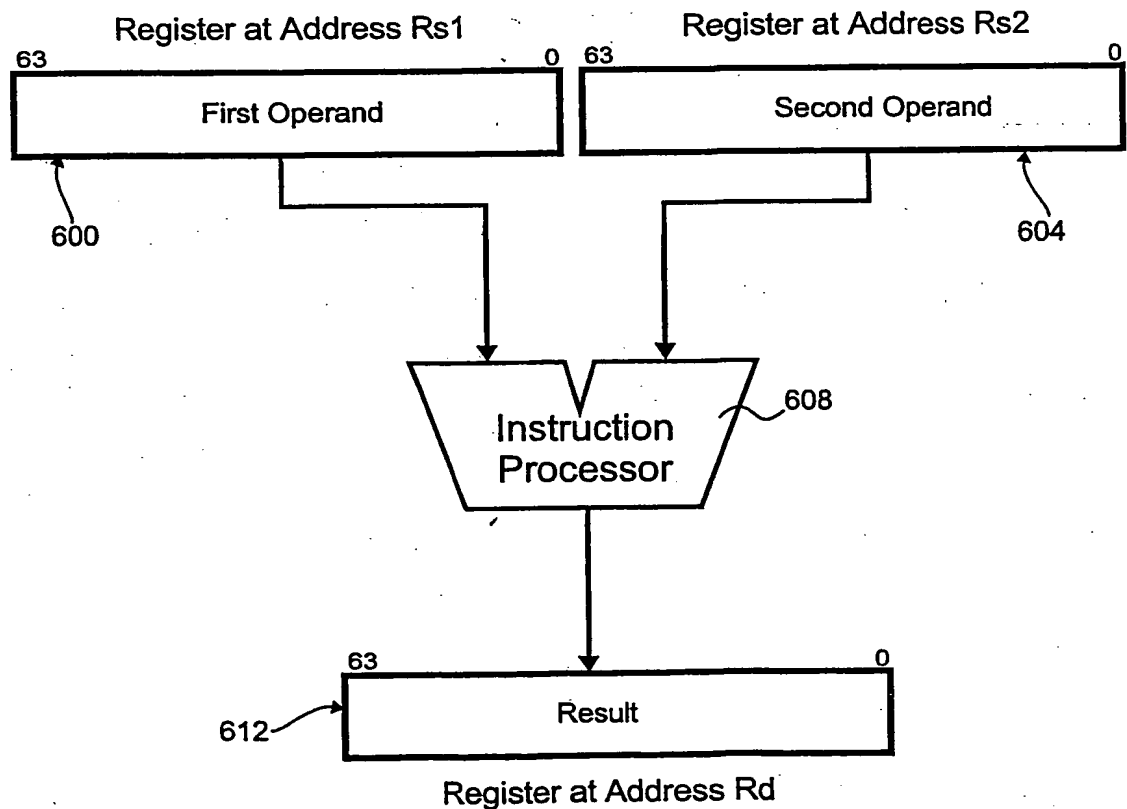 Register at Address Rs1
Register at Address Rs2
63
0
63
0
First Operand
Second Operand
600
604
608
Instruction
Processor
63
0
612
Result
Register at Address Rd